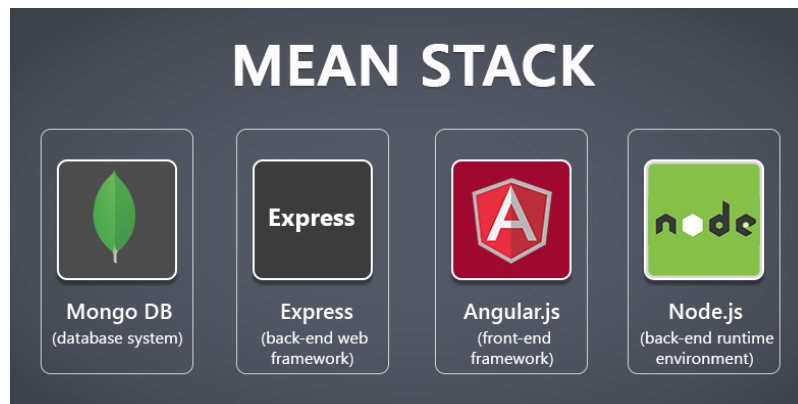 MEAN STACK
Express
A
node
Mongo DB
(database system)
Express
(back-end web
framework)
Angular.js
(front-end
framework)
Node.js
(back-end runtime
environment)